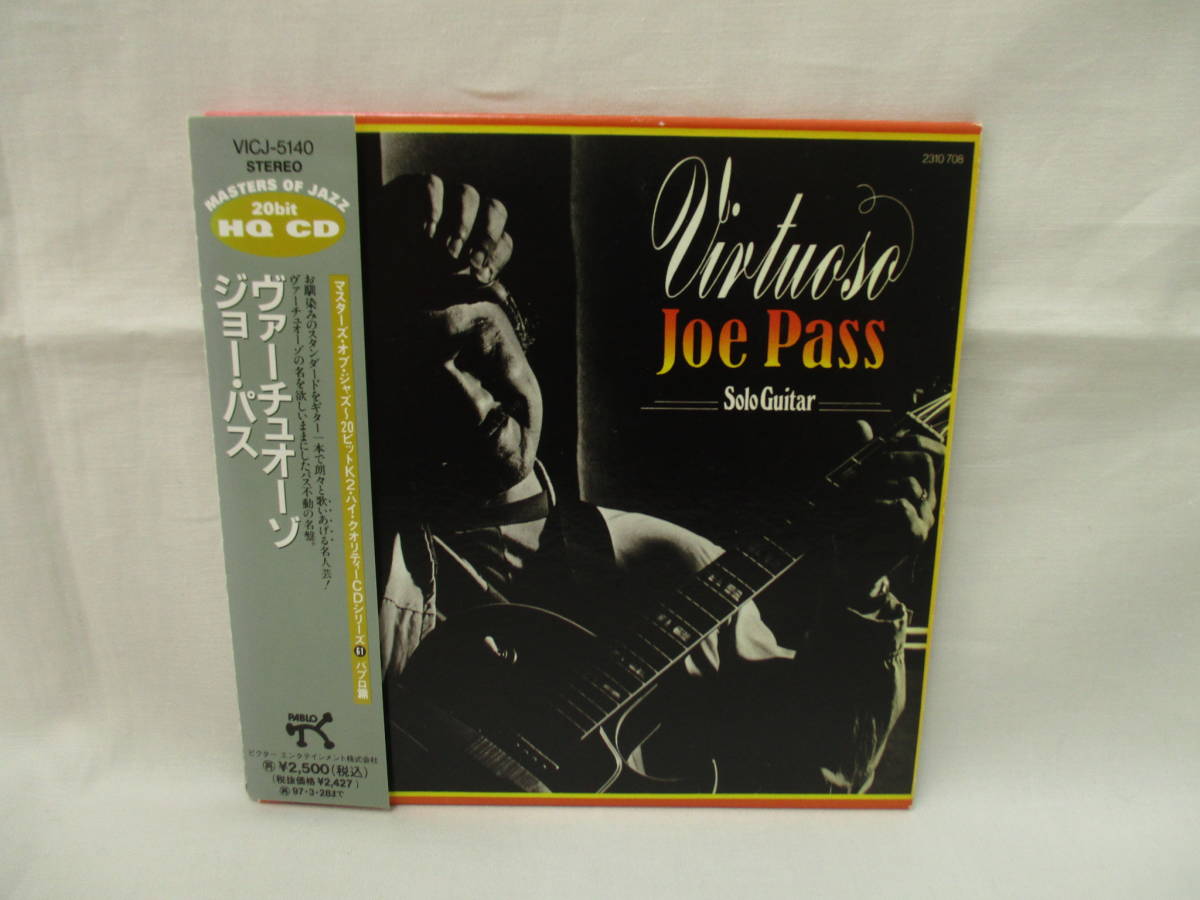 VICJ-5140
STEREO
MASTERS OF JAZZ
20bit
HQ CD
マスターズ・オブ・ジャズ〜20ビットK2・ハイ・クオリティーCDシリーズ61 パブロ篇
お馴染みのスタンダードをギター一本で朗々と歌いあげる名人芸!
ヴァーチュオーゾの名を欲しいままにしたパス不動の名盤。
ヴァーチュオーゾ
ジョー・パス
PABLO
ビクター エンタテインメント株式会社
再 ¥2,500(税込)
(税抜価格 ¥2,427)
再 97・3・28まで
2310 708
Virtuoso
Joe Pass
Solo Guitar